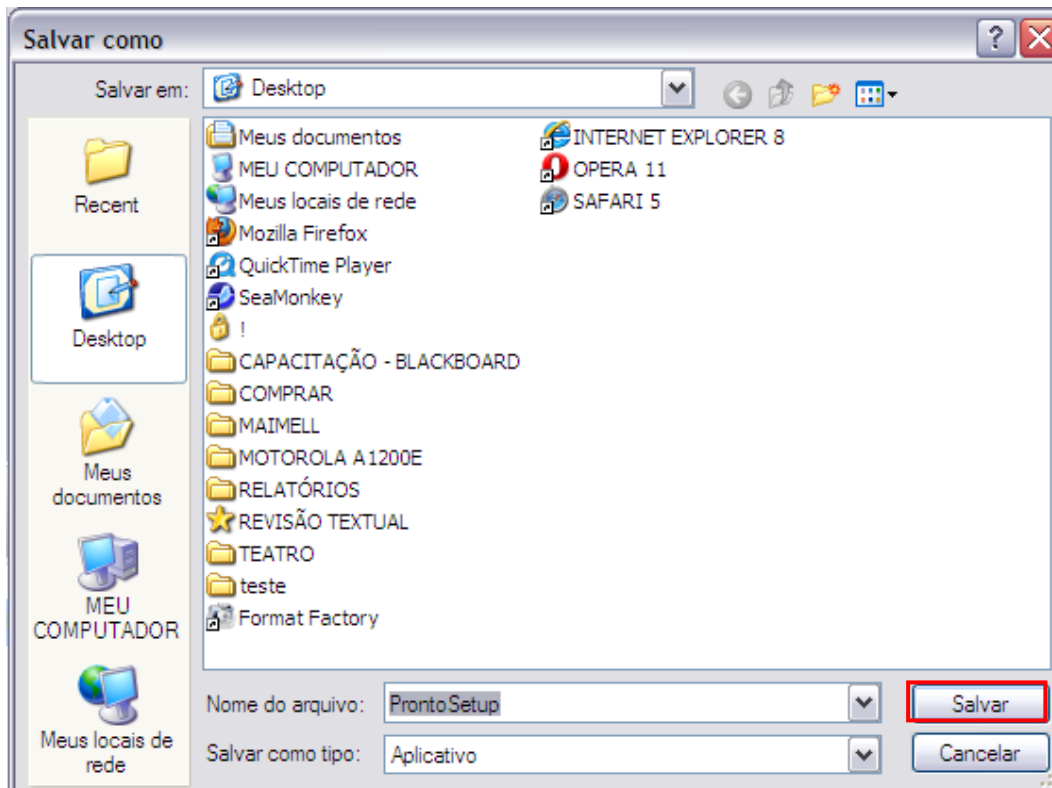 Salvar como
Salvar em:
Desktop
Recent
Desktop
Meus
documentos
MEU
COMPUTADOR
Meus locais de
rede
Meus documentos
MEU COMPUTADOR
Meus locais de rede
Mozilla Firefox
QuickTime Player
SeaMonkey
!
CAPACITAÇÃO - BLACKBOARD
COMPRAR
MAIMELL
MOTOROLA A1200E
RELATÓRIOS
REVISÃO TEXTUAL
TEATRO
teste
Format Factory
INTERNET EXPLORER 8
OPERA 11
SAFARI 5
Nome do arquivo:
ProntoSetup
Salvar
Salvar como tipo:
Aplicativo
Cancelar